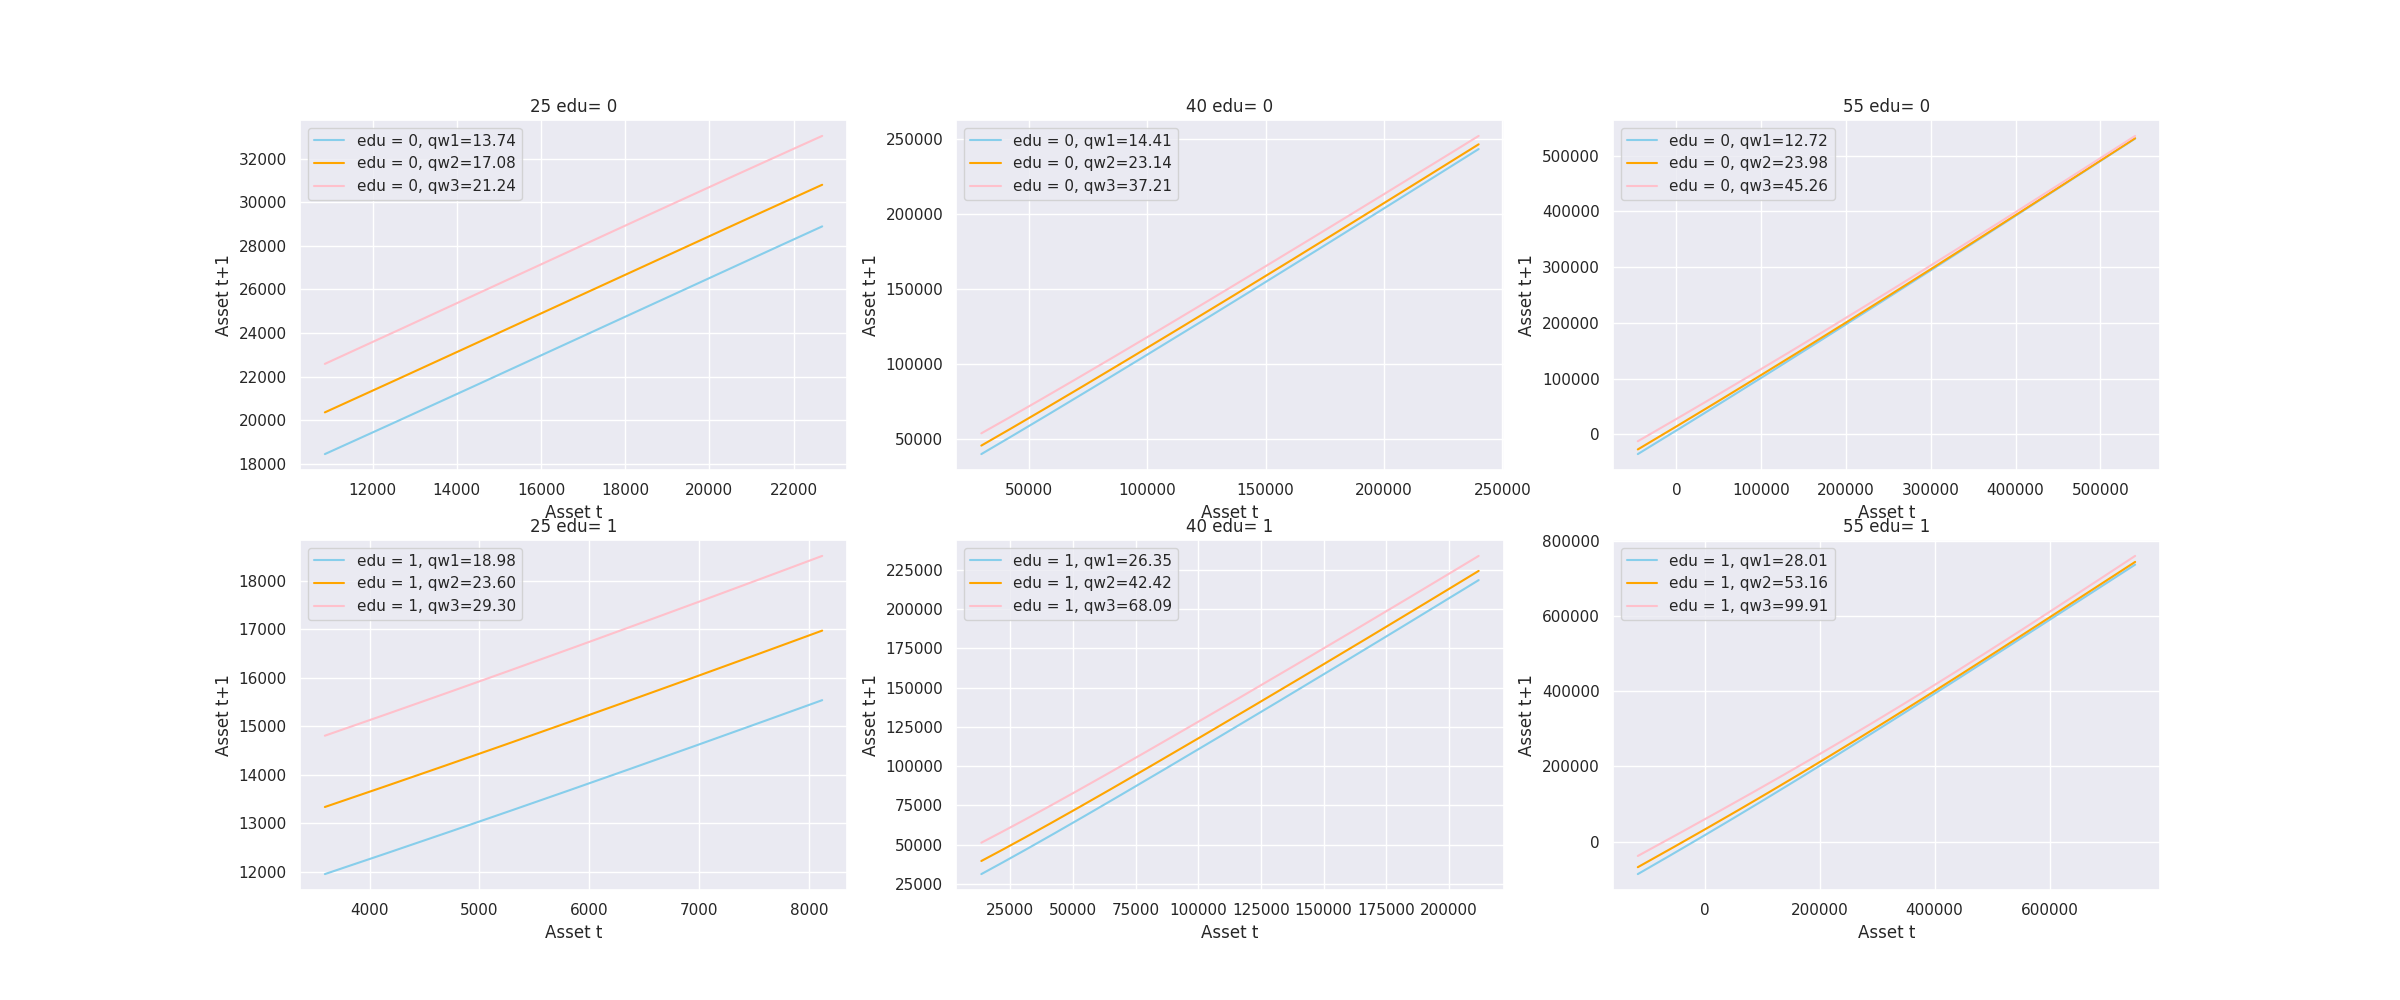 25 edu= 0
edu = 0, qw1=13.74
edu = 0, qw2=17.08
edu = 0, qw3=21.24
32000
30000
28000
26000
24000
22000
20000
18000
Asset t+1
12000 14000 16000 18000 20000 22000
Asset t
40 edu= 0
edu = 0, qw1=14.41
edu = 0, qw2=23.14
edu = 0, qw3=37.21
250000
200000
150000
100000
50000
Asset t+1
50000 100000 150000 200000 250000
Asset t
55 edu= 0
edu = 0, qw1=12.72
edu = 0, qw2=23.98
edu = 0, qw3=45.26
500000
400000
300000
200000
100000
0
Asset t+1
0 100000 200000 300000 400000 500000
Asset t
25 edu= 1
edu = 1, qw1=18.98
edu = 1, qw2=23.60
edu = 1, qw3=29.30
18000
17000
16000
15000
14000
13000
12000
Asset t+1
4000 5000 6000 7000 8000
Asset t
40 edu= 1
edu = 1, qw1=26.35
edu = 1, qw2=42.42
edu = 1, qw3=68.09
225000
200000
175000
150000
125000
100000
75000
50000
25000
Asset t+1
25000 50000 75000 100000 125000 150000 175000 200000
Asset t
55 edu= 1
edu = 1, qw1=28.01
edu = 1, qw2=53.16
edu = 1, qw3=99.91
800000
600000
400000
200000
0
Asset t+1
0 200000 400000 600000
Asset t